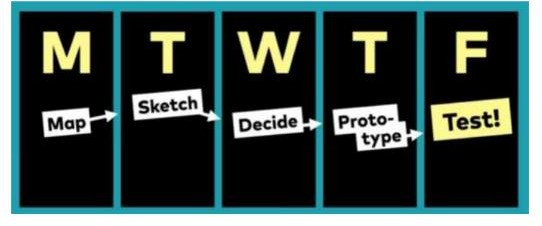 M T W T F
Map Sketch Decide Proto-
type Test!